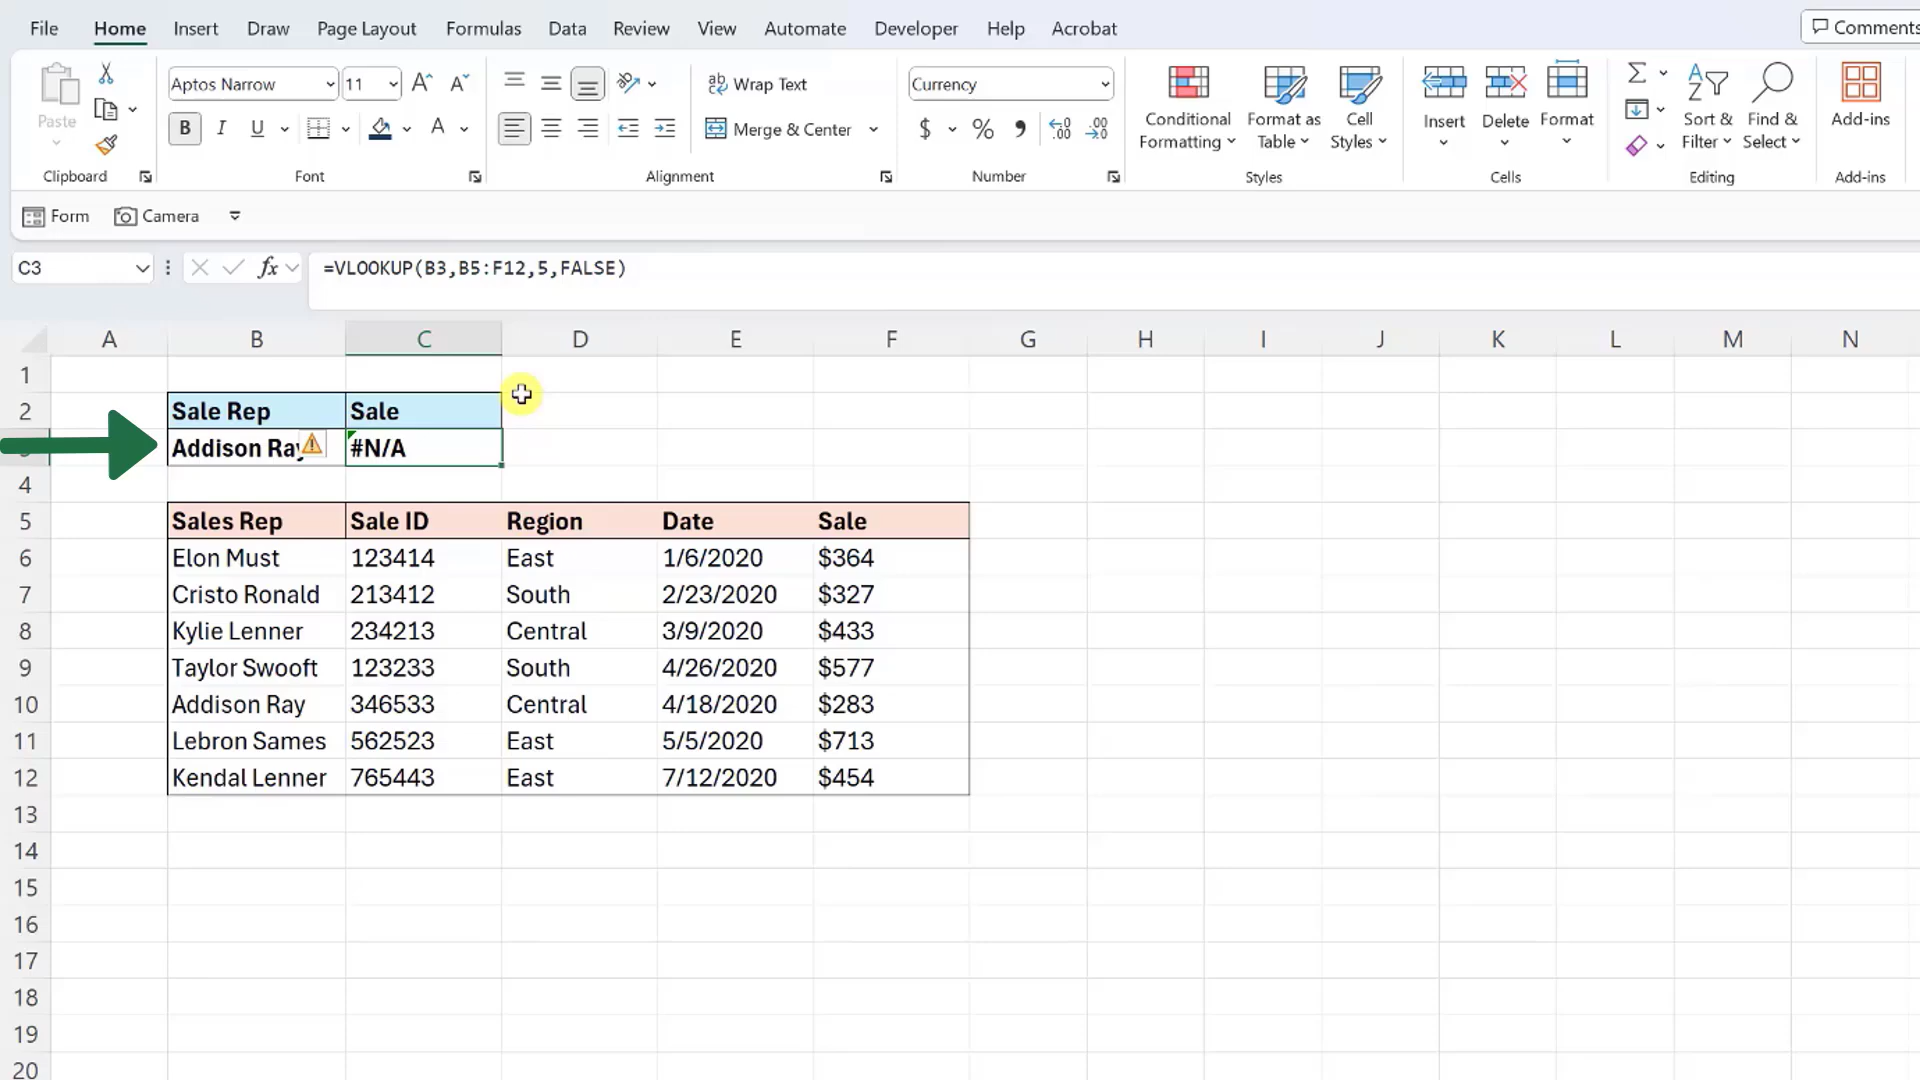 File Home Insert Draw Page Layout Formulas Data Review View Automate Developer Help Acrobat Comments
Paste
Clipboard
Aptos Narrow 11
B I U A
Font
Wrap Text
Merge & Center
Alignment
Currency
$ % 9
Number
Conditional Formatting
Format as Table
Cell Styles
Styles
Insert Delete Format
Cells
Sort & Filter
Find & Select
Editing
Add-ins
Add-ins
Form Camera
C3 fx =VLOOKUP(B3,B5:F12,5,FALSE)
A B C D E F G H I J K L M N
1
2 Sale Rep Sale
Addison Ray #N/A
4
5 Sales Rep Sale ID Region Date Sale
6 Elon Must 123414 East 1/6/2020 $364
7 Cristo Ronald 213412 South 2/23/2020 $327
8 Kylie Lenner 234213 Central 3/9/2020 $433
9 Taylor Swooft 123233 South 4/26/2020 $577
10 Addison Ray 346533 Central 4/18/2020 $283
11 Lebron Sames 562523 East 5/5/2020 $713
12 Kendal Lenner 765443 East 7/12/2020 $454
13
14
15
16
17
18
19
20